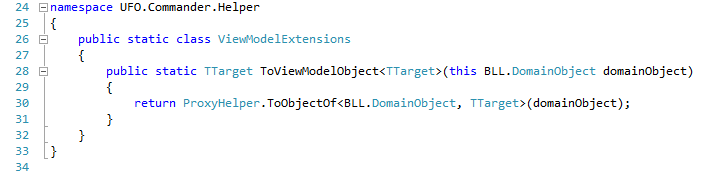 24 namespace UFO.Commander.Helper
25 {
26     public static class ViewModelExtensions
27     {
28         public static TTarget ToViewModelObject<TTarget>(this BLL.DomainObject domainObject)
29         {
30             return ProxyHelper.ToObjectOf<BLL.DomainObject, TTarget>(domainObject);
31         }
32     }
33 }
34